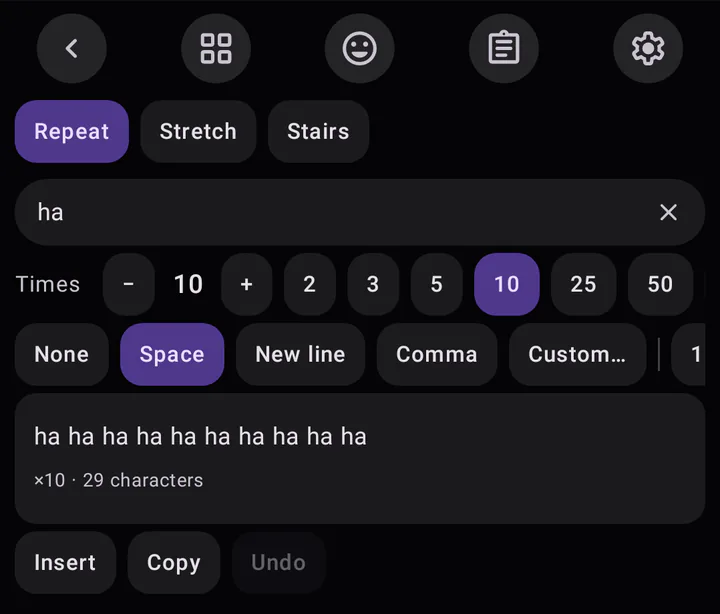 Repeat Stretch Stairs
ha
Times − 10 + 2 3 5 10 25 50
None Space New line Comma Custom... 1
ha ha ha ha ha ha ha ha ha ha
×10 · 29 characters
Insert Copy Undo